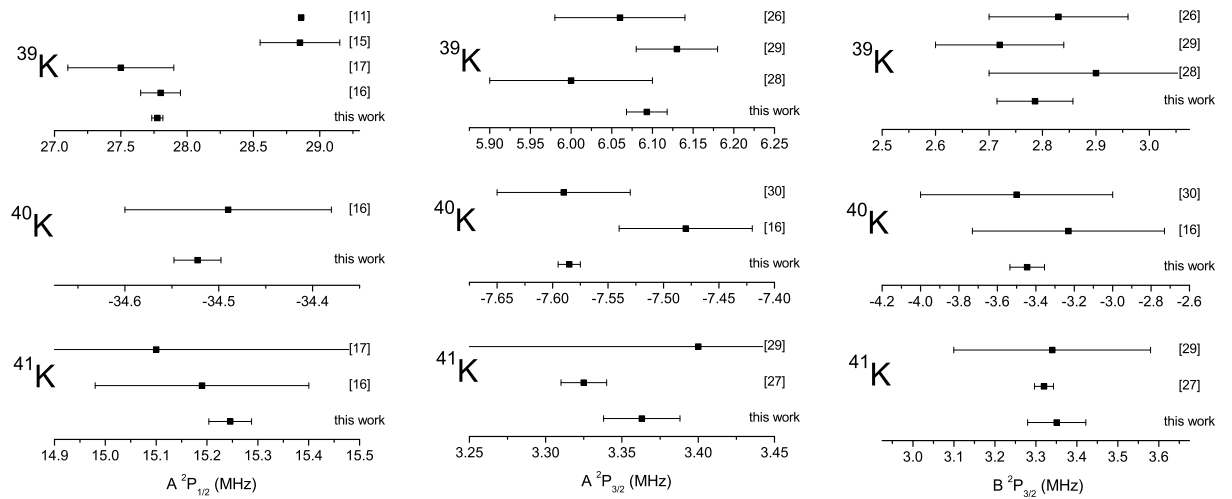 [11]
[15]
39K
[17]
[16]
this work
27.0 27.5 28.0 28.5 29.0
[16]
40K
this work
-34.6 -34.5 -34.4
[17]
41K
[16]
this work
14.9 15.0 15.1 15.2 15.3 15.4 15.5
A 2P1/2 (MHz)
[26]
[29]
39K
[28]
this work
5.90 5.95 6.00 6.05 6.10 6.15 6.20 6.25
[30]
40K
[16]
this work
-7.65 -7.60 -7.55 -7.50 -7.45 -7.40
[29]
41K
[27]
this work
3.25 3.30 3.35 3.40 3.45
A 2P3/2 (MHz)
[26]
39K
[29]
[28]
this work
2.5 2.6 2.7 2.8 2.9 3.0
[30]
40K
[16]
this work
-4.2 -4.0 -3.8 -3.6 -3.4 -3.2 -3.0 -2.8 -2.6
[29]
41K
[27]
this work
3.0 3.1 3.2 3.3 3.4 3.5 3.6
B 2P3/2 (MHz)